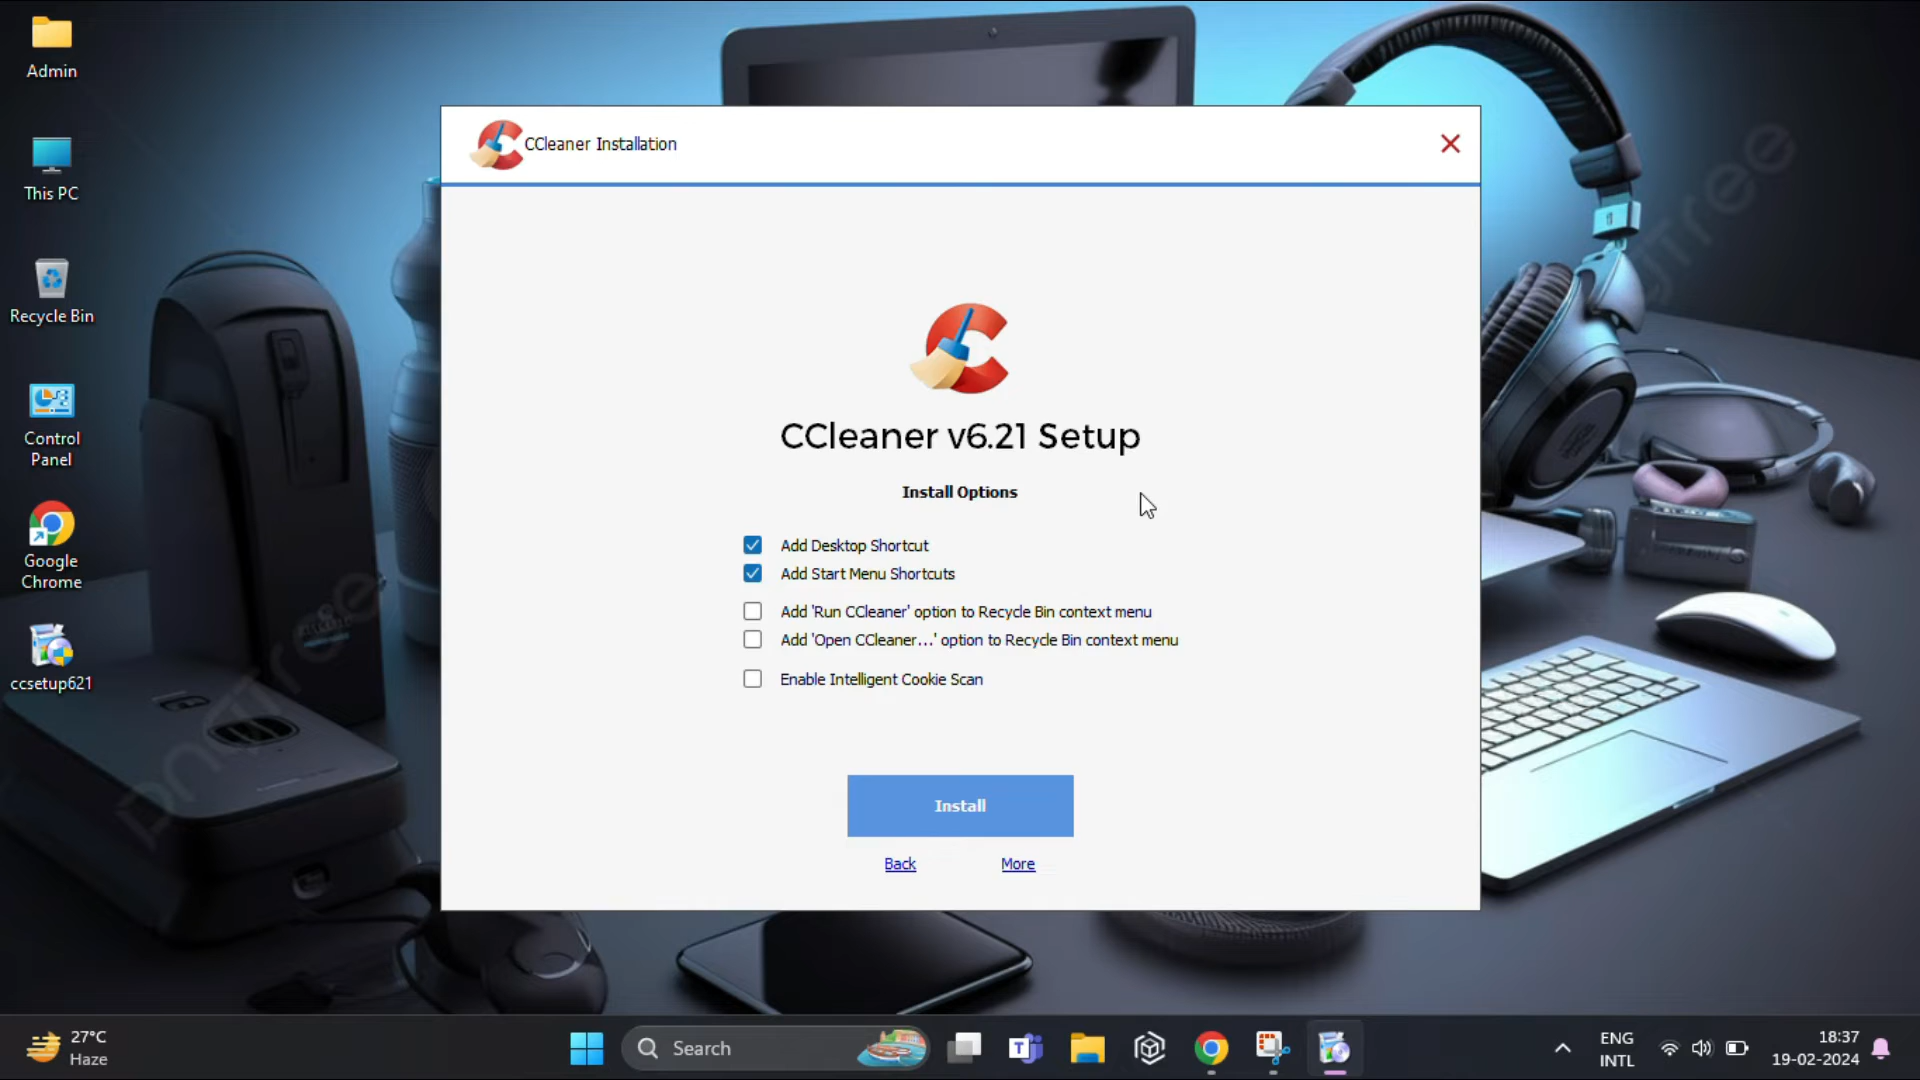 Admin
This PC
Recycle Bin
Control
Panel
Google
Chrome
ccsetup621
CCleaner Installation
CCleaner v6.21 Setup
Install Options
Add Desktop Shortcut
Add Start Menu Shortcuts
Add 'Run CCleaner' option to Recycle Bin context menu
Add 'Open CCleaner...' option to Recycle Bin context menu
Enable Intelligent Cookie Scan
Install
Back
More
27°C
Haze
Search
ENG
INTL
18:37
19-02-2024